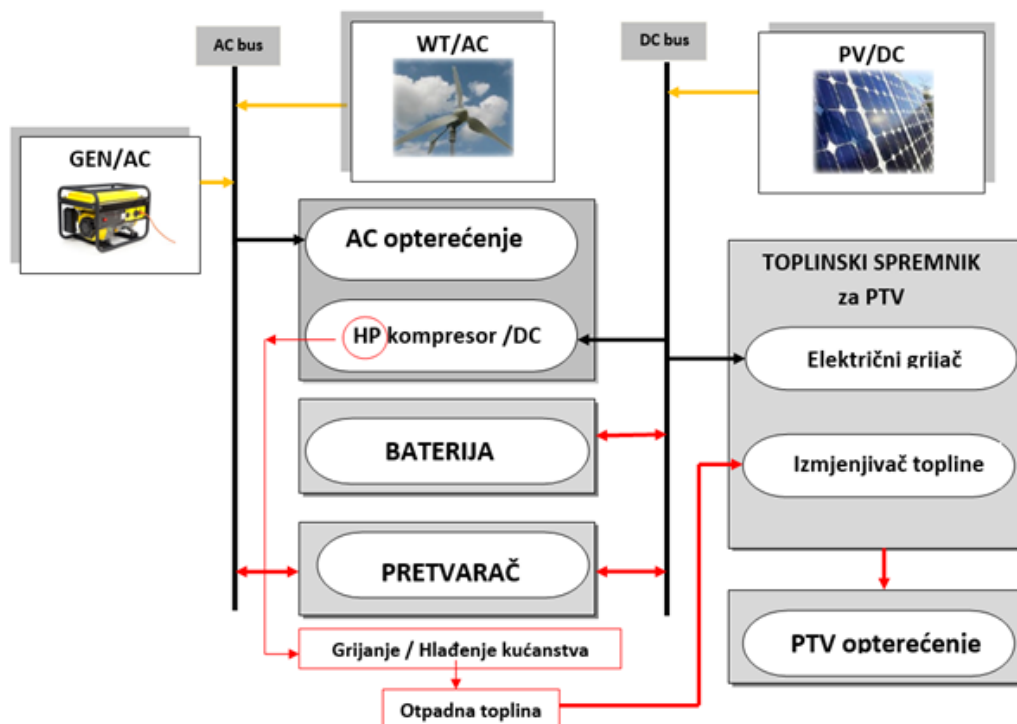 AC bus
WT/AC
DC bus
PV/DC
GEN/AC
AC opterećenje
HP kompresor /DC
TOPLINSKI SPREMNIK
za PTV
Električni grijač
Izmjenjivač topline
BATERIJA
PRETVARAČ
PTV opterećenje
Grijanje / Hlađenje kućanstva
Otpadna toplina